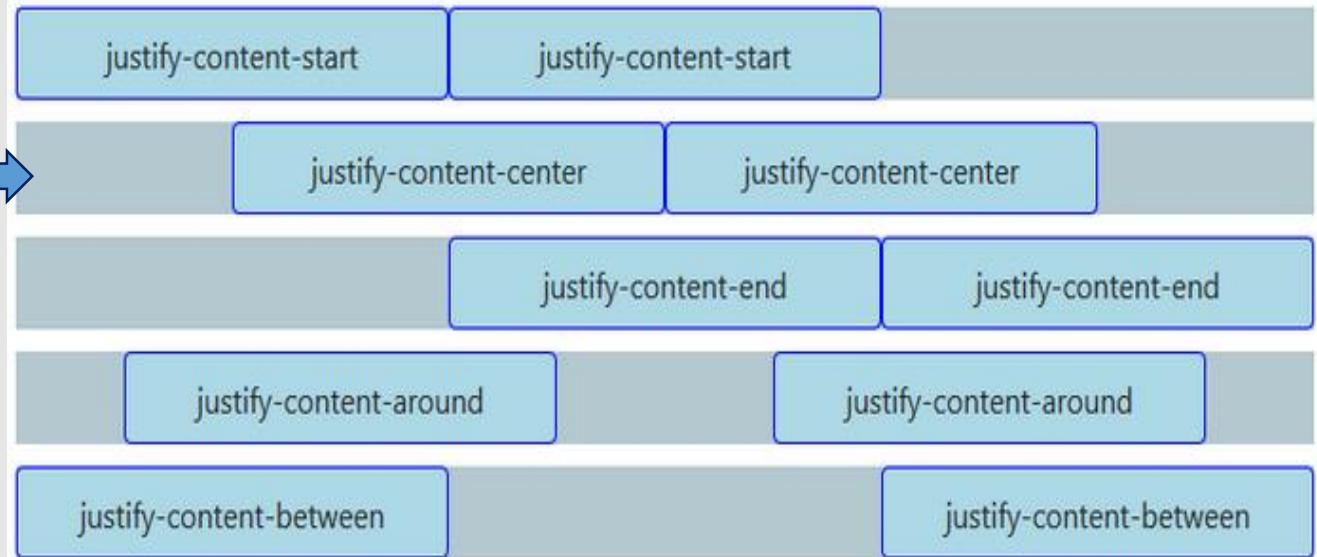 justify-content-start justify-content-start
justify-content-center justify-content-center
justify-content-end justify-content-end
justify-content-around justify-content-around
justify-content-between justify-content-between